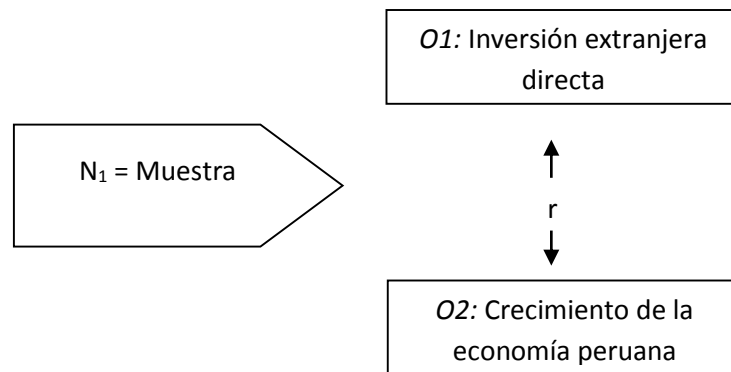 O1: Inversión extranjera
directa
N₁ = Muestra
r
O2: Crecimiento de la
economía peruana